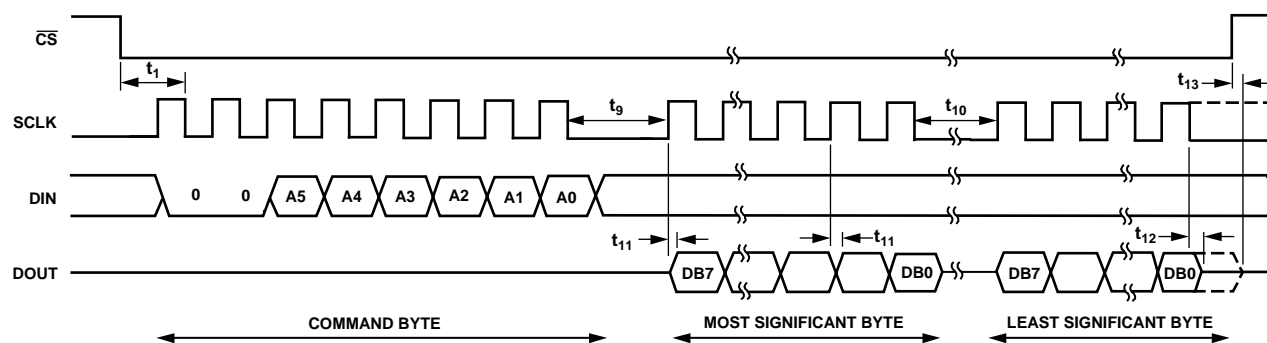 CS
t1
t13
SCLK
t9
t10
DIN
0 0 A5 A4 A3 A2 A1 A0
t11
t11
t12
DOUT
DB7
DB0
DB7
DB0
COMMAND BYTE
MOST SIGNIFICANT BYTE
LEAST SIGNIFICANT BYTE